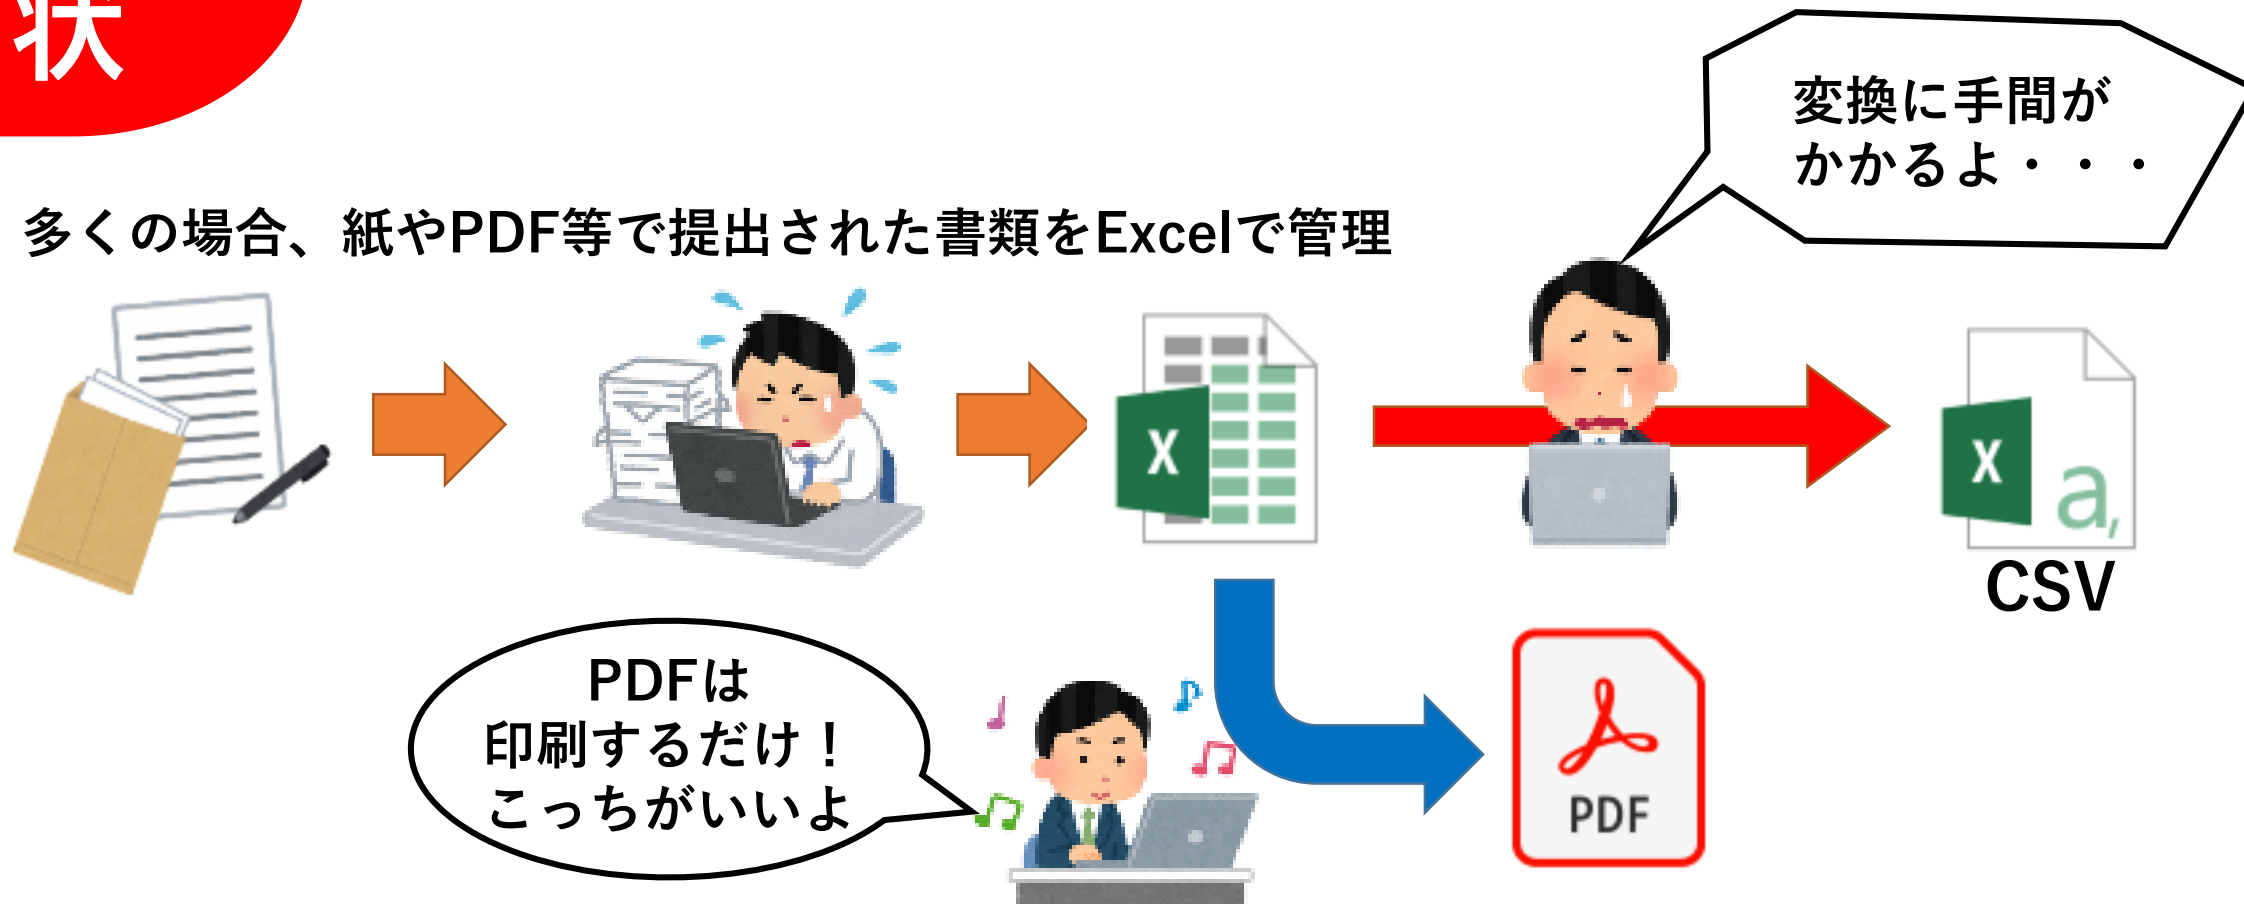 状
変換に手間が
かかるよ・・・
多くの場合、紙やPDF等で提出された書類をExcelで管理
X
X a,
CSV
PDFは
印刷するだけ！
こっちがいいよ
PDF